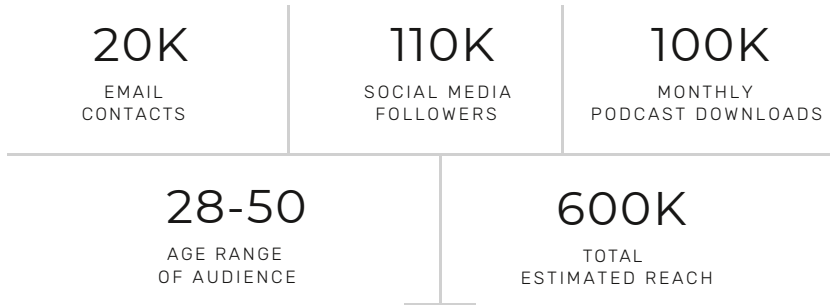 20K
EMAIL
CONTACTS
110K
SOCIAL MEDIA
FOLLOWERS
100K
MONTHLY
PODCAST DOWNLOADS
28-50
AGE RANGE
OF AUDIENCE
600K
TOTAL
ESTIMATED REACH